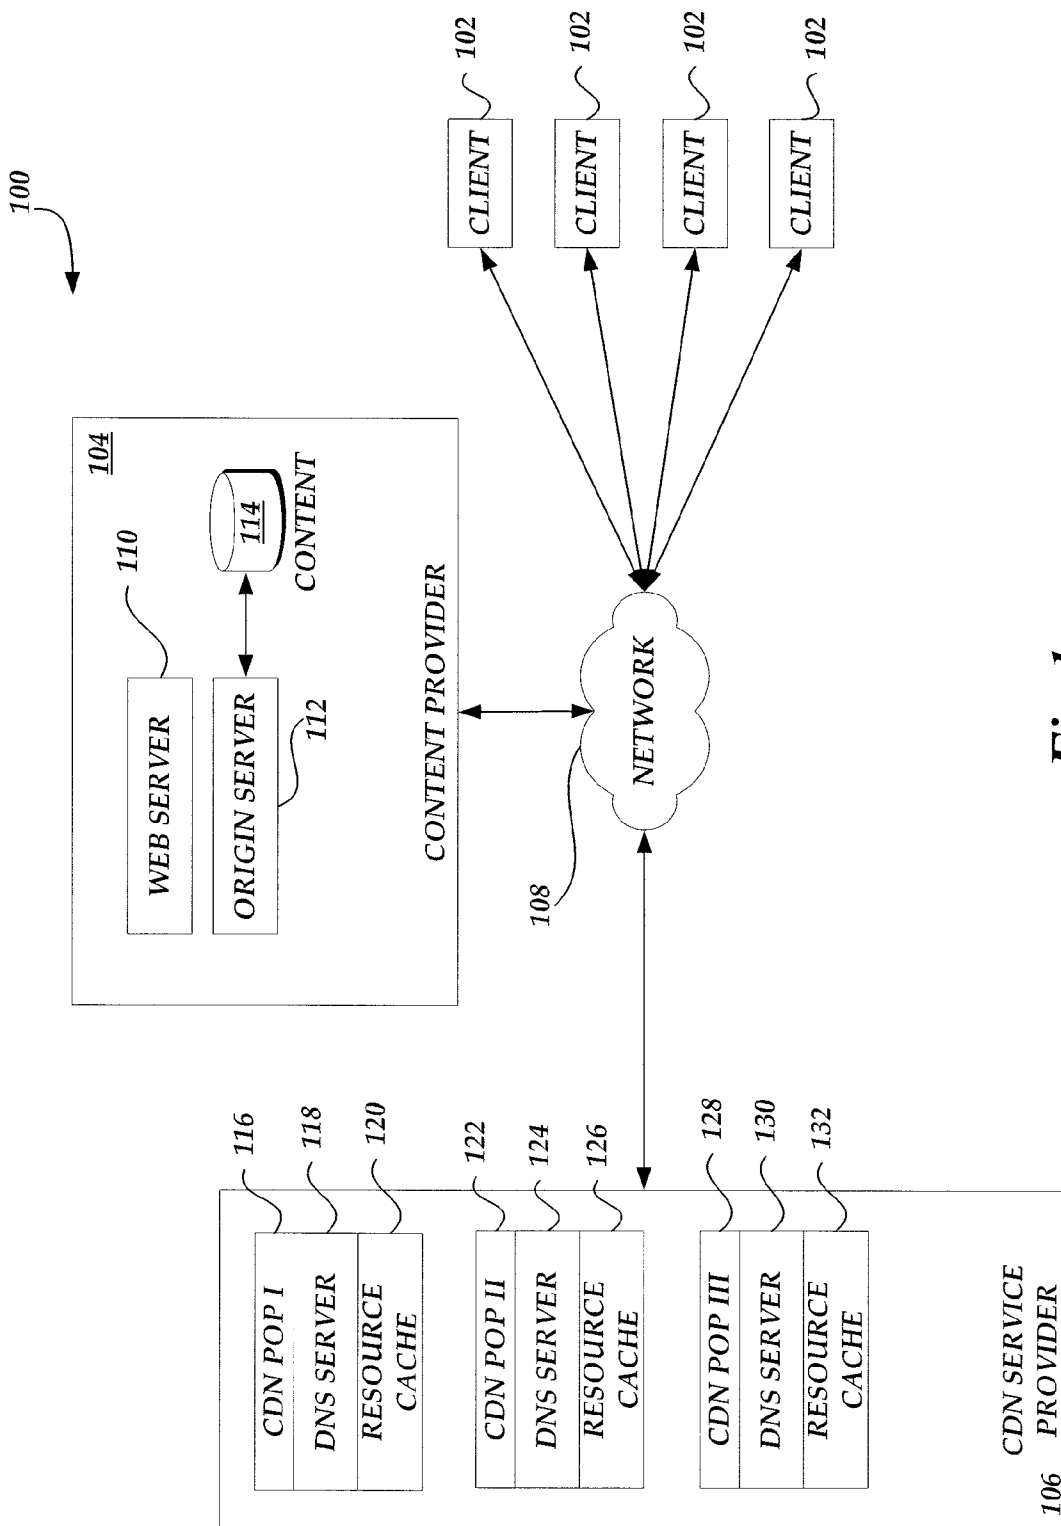 100
104
WEB SERVER
110
ORIGIN SERVER
112
114
CONTENT
CONTENT PROVIDER
116
CDN POP I
118
DNS SERVER
120
RESOURCE
CACHE
122
CDN POP II
124
DNS SERVER
126
RESOURCE
CACHE
128
CDN POP III
130
DNS SERVER
132
RESOURCE
CACHE
CDN SERVICE
PROVIDER
106
108
NETWORK
CLIENT
102
CLIENT
102
CLIENT
102
CLIENT
102